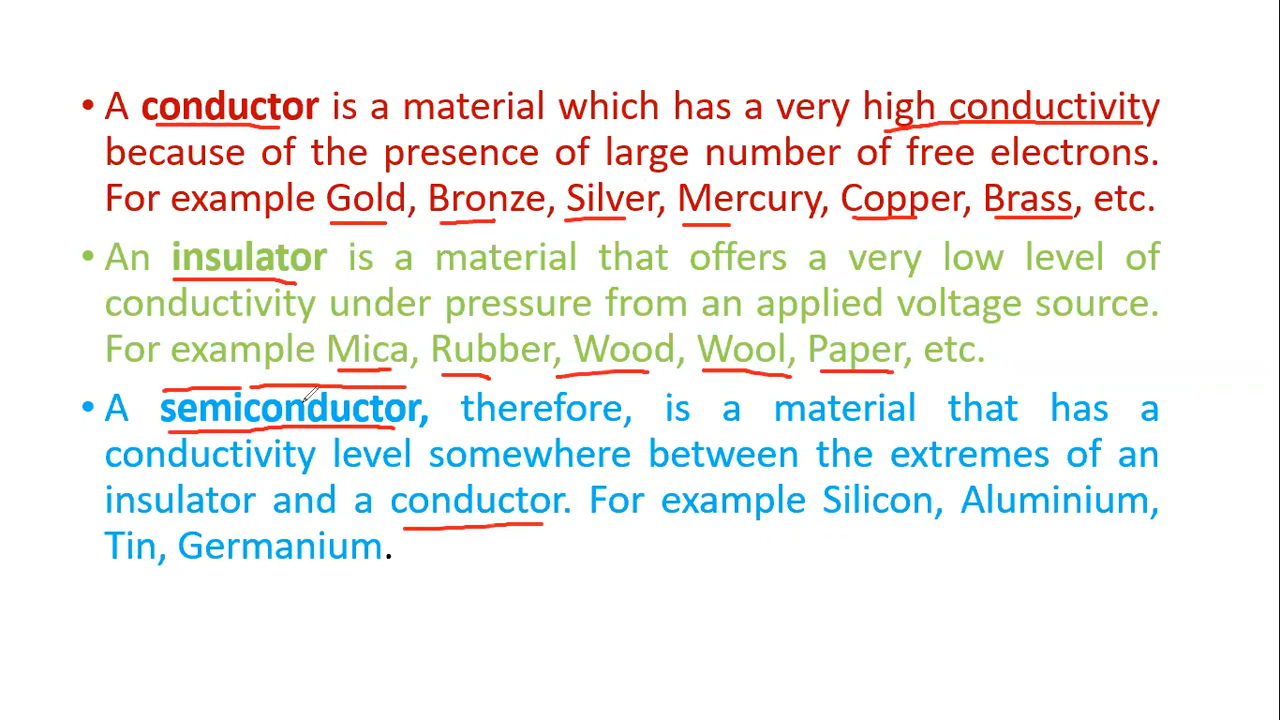 • A conductor is a material which has a very high conductivity
because of the presence of large number of free electrons.
For example Gold, Bronze, Silver, Mercury, Copper, Brass, etc.
• An insulator is a material that offers a very low level of
conductivity under pressure from an applied voltage source.
For example Mica, Rubber, Wood, Wool, Paper, etc.
• A semiconductor, therefore, is a material that has a
conductivity level somewhere between the extremes of an
insulator and a conductor. For example Silicon, Aluminium,
Tin, Germanium.